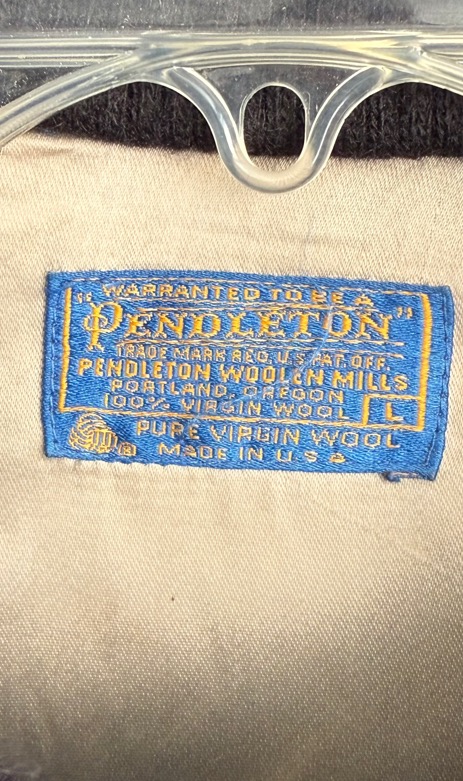 WARRANTED TO BE A
"PENDLETON"
TRADE MARK REG. U.S. PAT. OFF.
PENDLETON WOOLEN MILLS
PORTLAND, OREGON
100% VIRGIN WOOL L
PURE VIRGIN WOOL
MADE IN U.S.A